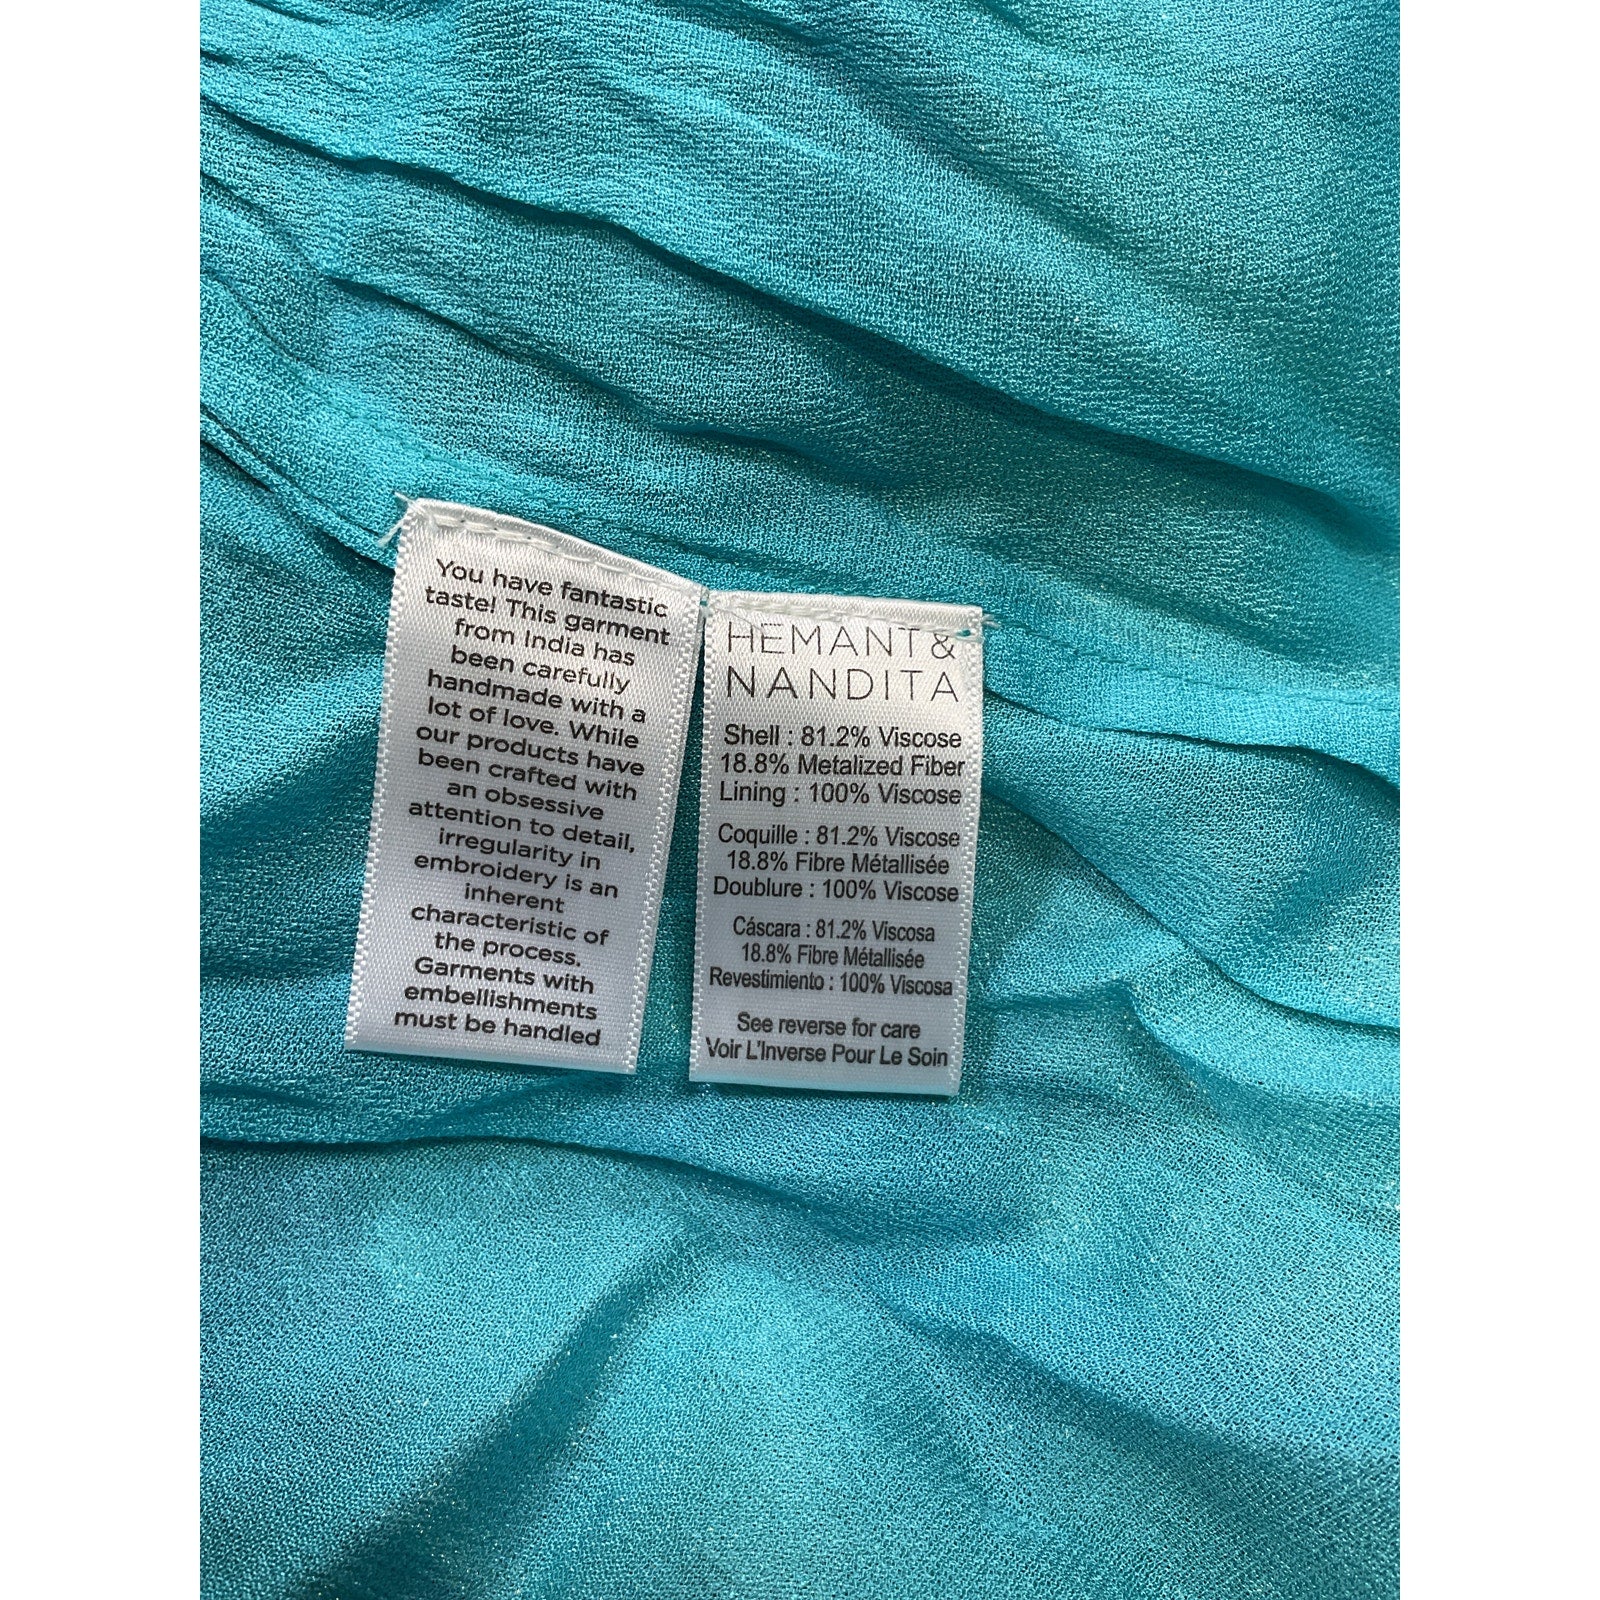 You have fantastic
taste! This garment
from India has
been carefully
handmade with a
lot of love. While
our products have
been crafted with
an obsessive
attention to detail,
irregularity in
embroidery is an
inherent
characteristic of
the process.
Garments with
embellishments
must be handled
HEMANT &
NANDITA
Shell : 81.2% Viscose
18.8% Metalized Fiber
Lining : 100% Viscose
Coquille : 81.2% Viscose
18.8% Fibre Métallisée
Doublure : 100% Viscose
Cáscara : 81.2% Viscosa
18.8% Fibre Métallisée
Revestimiento : 100% Viscosa
See reverse for care
Voir L'Inverse Pour Le Soin